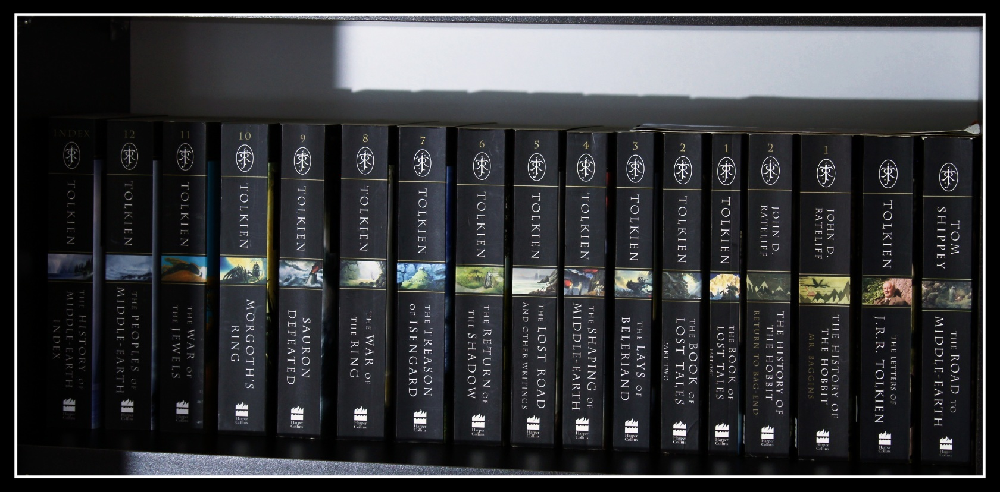 INDEX
TOLKIEN
THE HISTORY OF
MIDDLE-EARTH
INDEX
Harper
Collins
12
TOLKIEN
THE PEOPLES OF
MIDDLE-EARTH
Harper
Collins
11
TOLKIEN
THE WAR OF
THE JEWELS
Harper
Collins
10
TOLKIEN
MORGOTH'S
RING
Harper
Collins
9
TOLKIEN
SAURON
DEFEATED
Harper
Collins
8
TOLKIEN
THE WAR OF
THE RING
Harper
Collins
7
TOLKIEN
THE TREASON
OF ISENGARD
Harper
Collins
6
TOLKIEN
THE RETURN OF
THE SHADOW
Harper
Collins
5
TOLKIEN
THE LOST ROAD
AND OTHER WRITINGS
Harper
Collins
4
TOLKIEN
THE SHAPING OF
MIDDLE-EARTH
Harper
Collins
3
TOLKIEN
THE LAYS OF
BELERIAND
Harper
Collins
2
TOLKIEN
THE BOOK OF
LOST TALES
PART TWO
Harper
Collins
1
TOLKIEN
THE BOOK OF
LOST TALES
PART ONE
Harper
Collins
2
JOHN D.
RATELIFF
THE HISTORY OF
THE HOBBIT
RETURN TO BAG-END
Harper
Collins
1
JOHN D.
RATELIFF
THE HISTORY OF
THE HOBBIT
MR. BAGGINS
Harper
Collins
TOLKIEN
THE LETTERS OF
J.R.R. TOLKIEN
Harper
Collins
TOM
SHIPPEY
THE ROAD TO
MIDDLE-EARTH
Harper
Collins